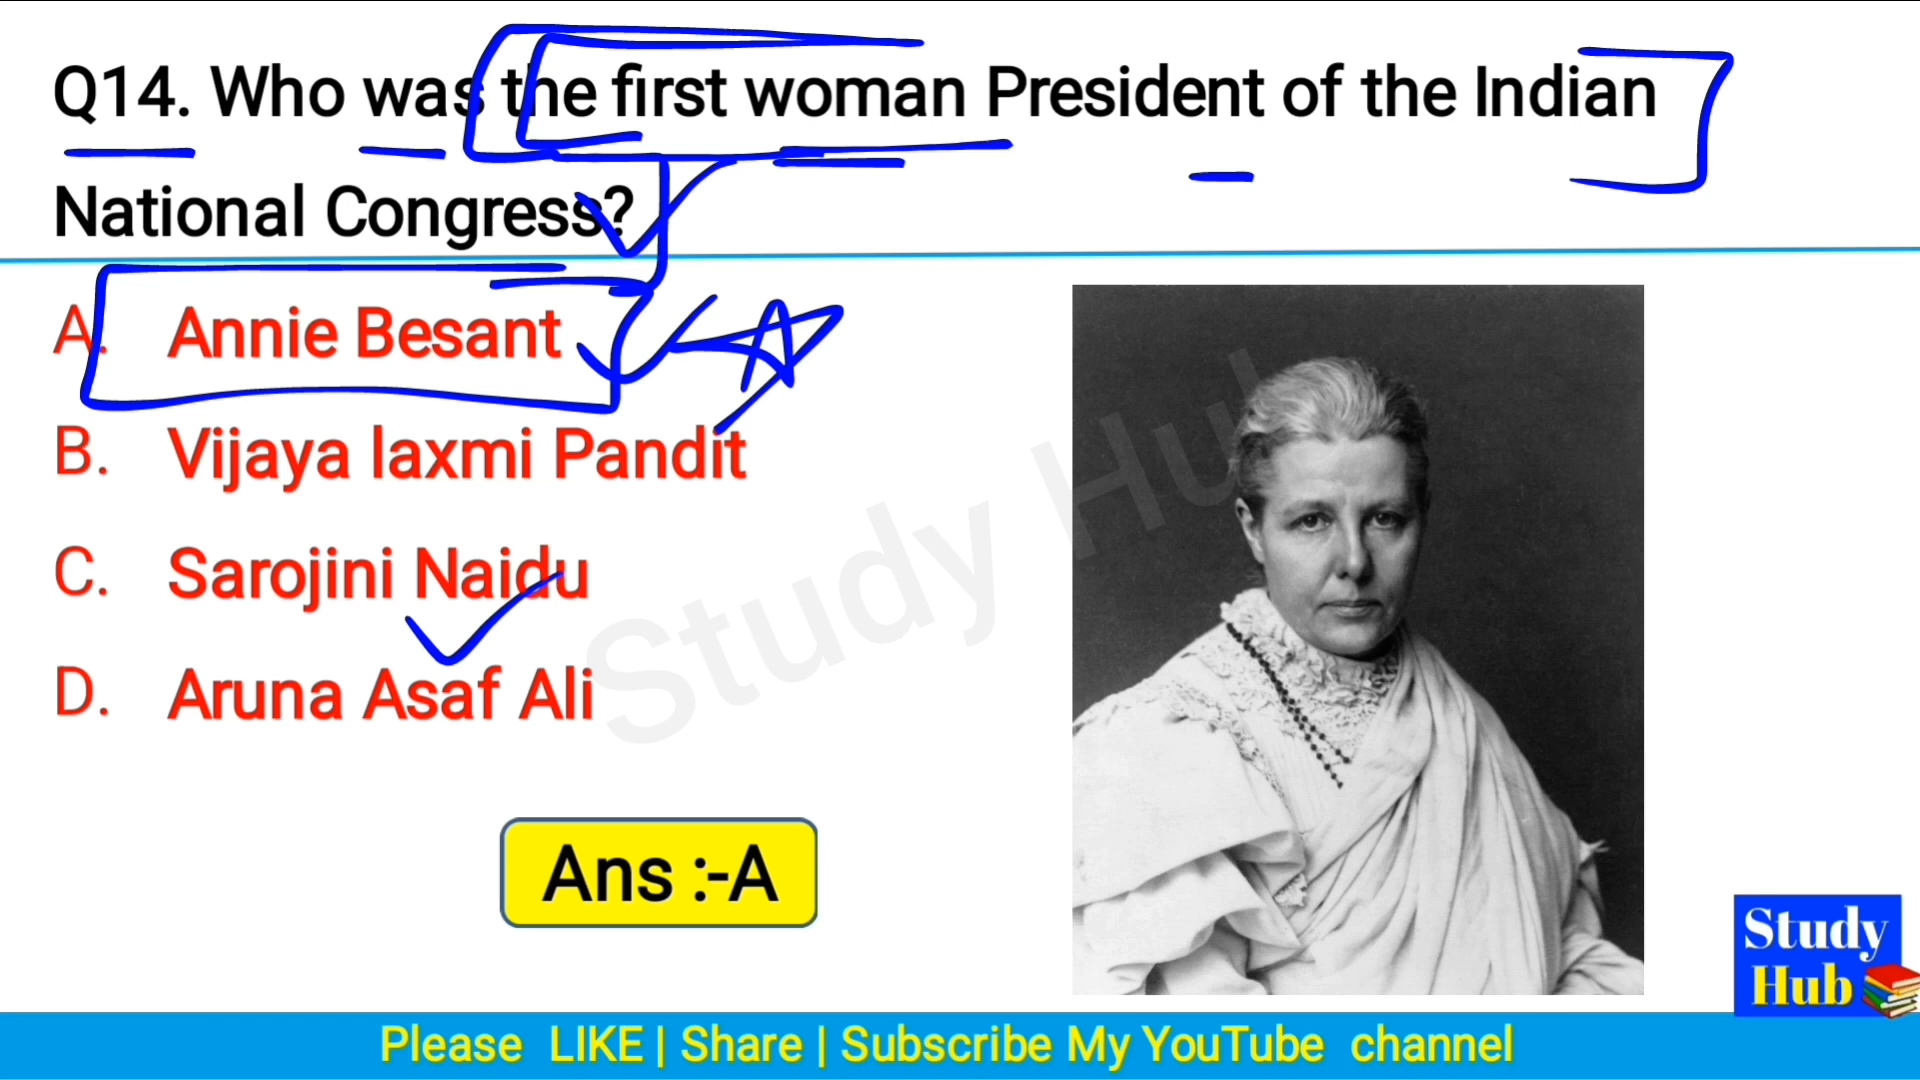 Q14. Who was the first woman President of the Indian
National Congress?
A. Annie Besant
B. Vijaya laxmi Pandit
C. Sarojini Naidu
D. Aruna Asaf Ali
Ans :-A
Study Hub
Study
Hub
Please LIKE | Share | Subscribe My YouTube channel